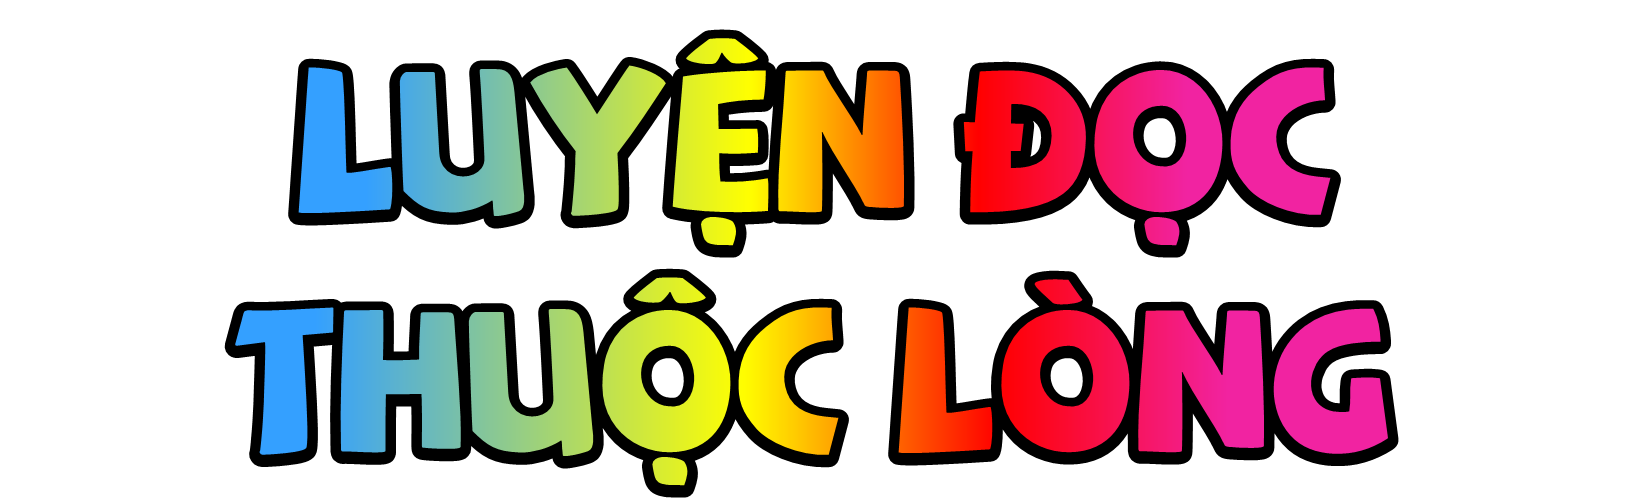 LUYỆN ĐỌC
THUỘC LÒNG